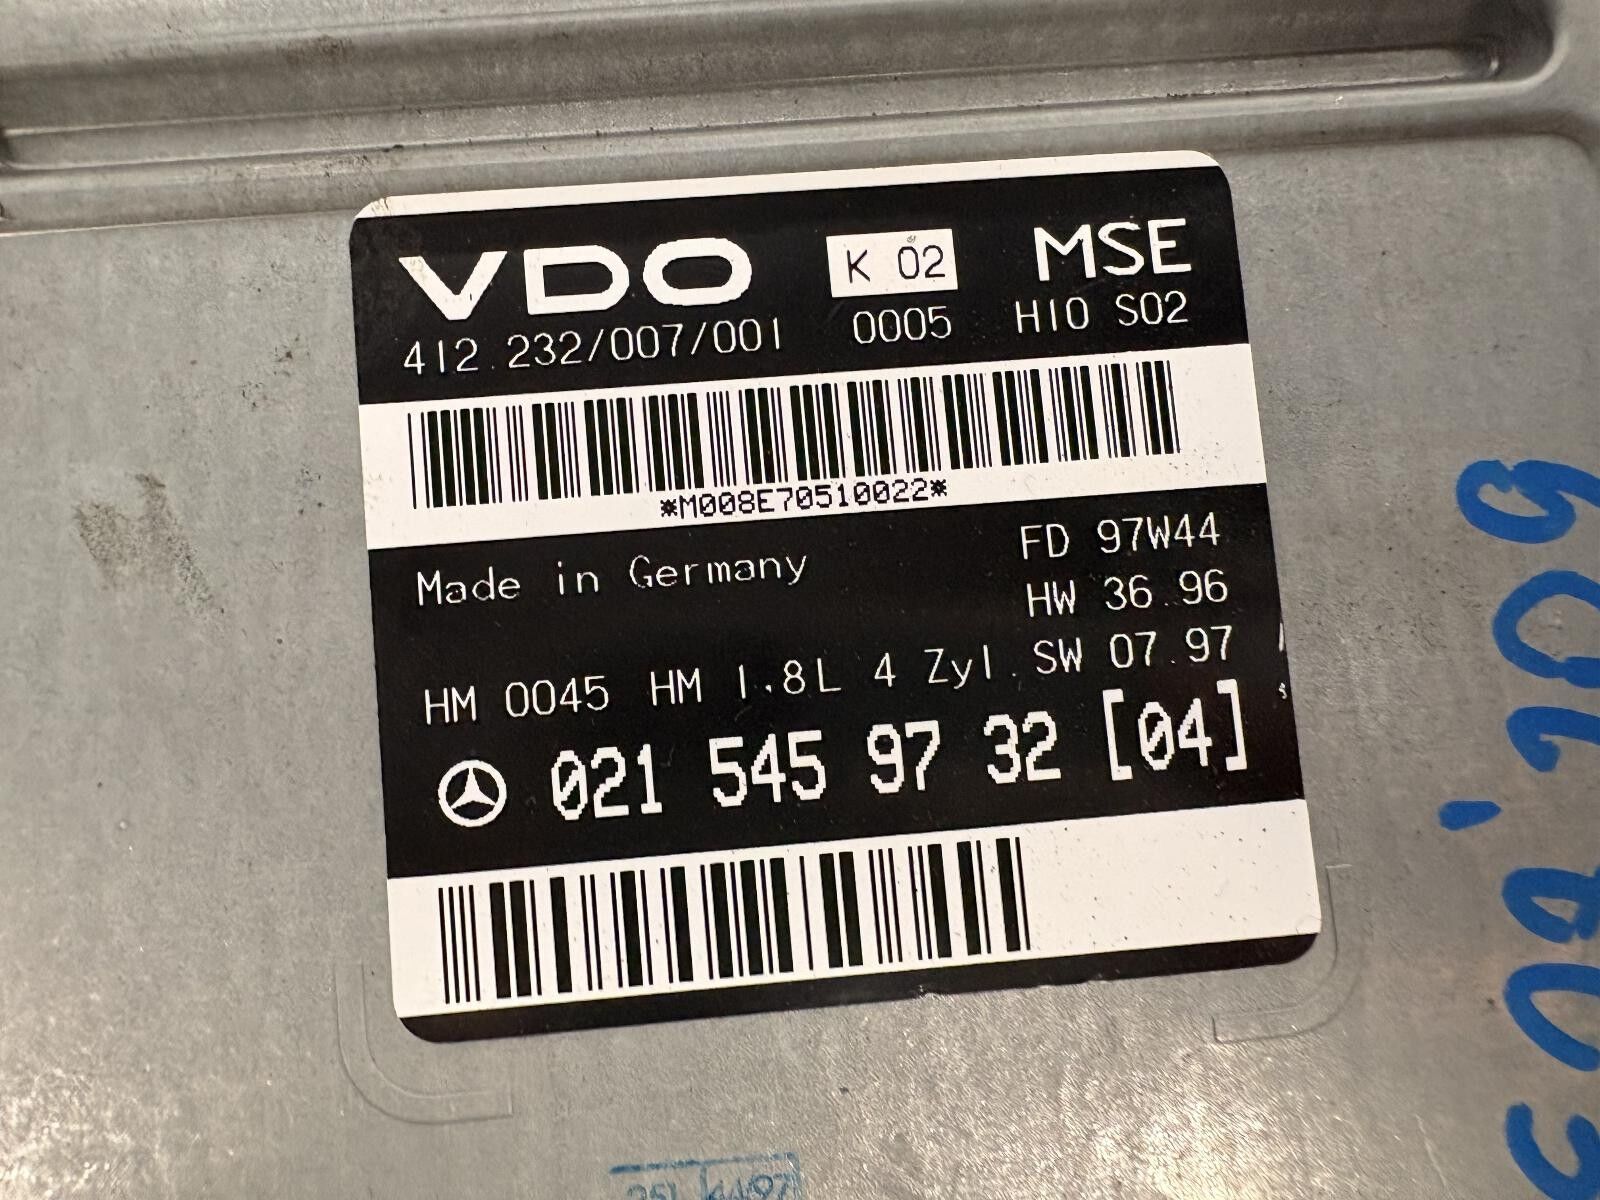 VDO K 02 MSE
412.232/007/001 0005 H10 S02
*M008E70510022*
Made in Germany FD 97W44
HW 36.96
HM 0045 HM 1.8L 4 Zyl. SW 07.97
021 545 97 32 [04]